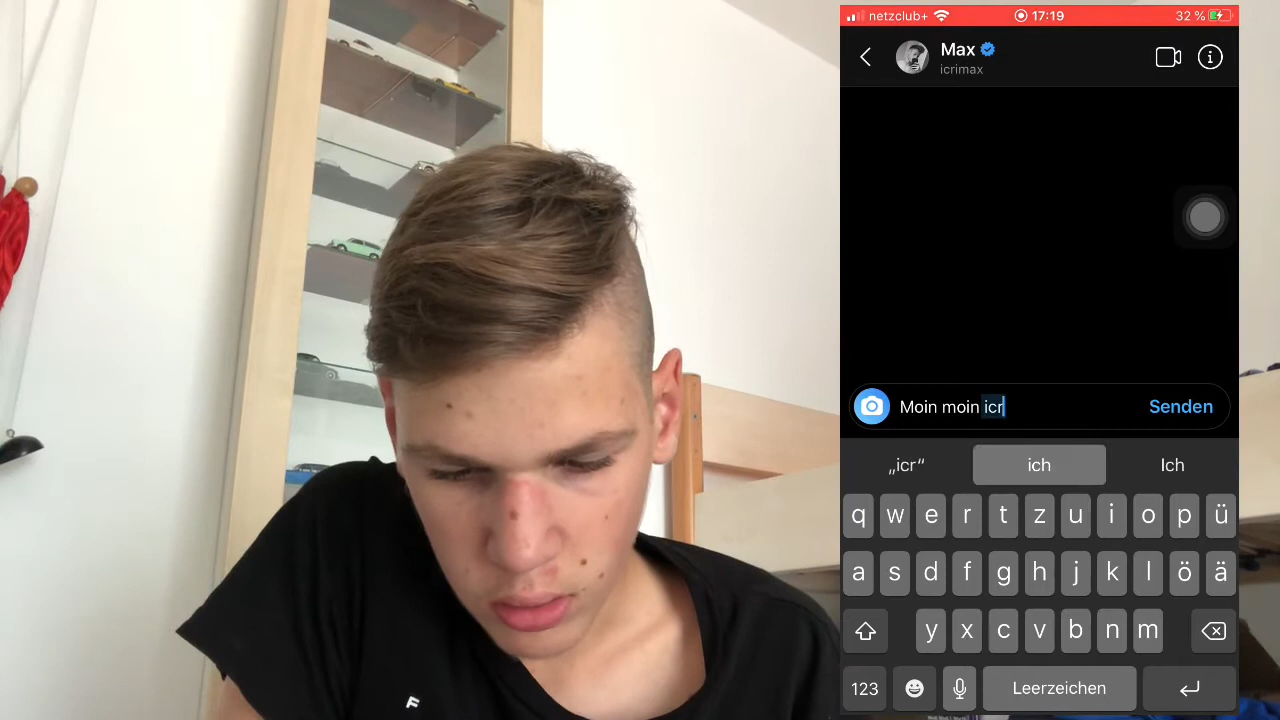 netzclub+ 17:19 32 %
Max
icrimax
Moin moin icr Senden
„icr“ ich Ich
q w e r t z u i o p ü
a s d f g h j k l ö ä
y x c v b n m
123 Leerzeichen
F